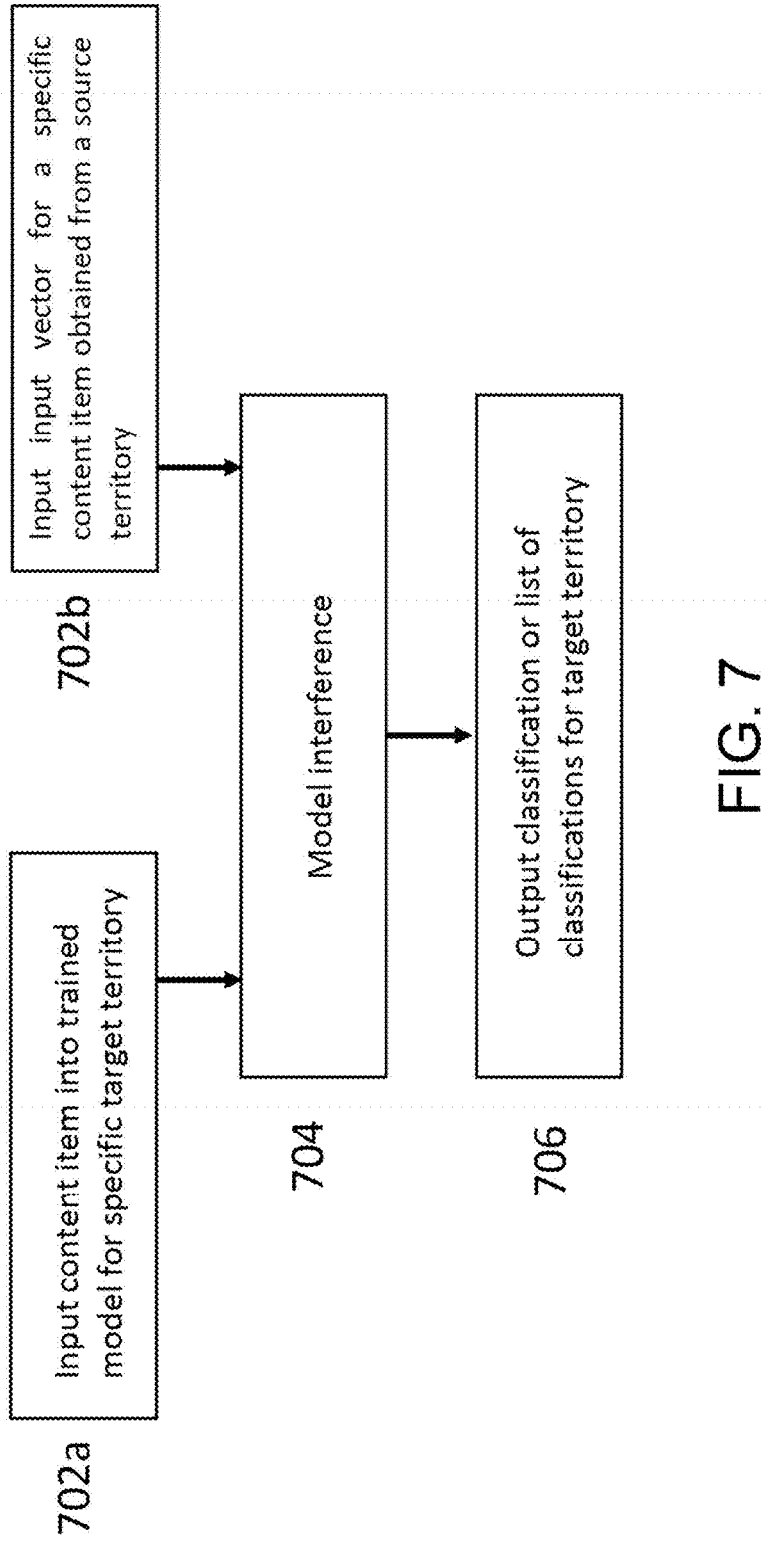 702a
Input content item into trained
model for specific target territory
702b
Input input vector for a specific
content item obtained from a source
territory
704
Model interference
706
Output classification or list of
classifications for target territory
FIG. 7